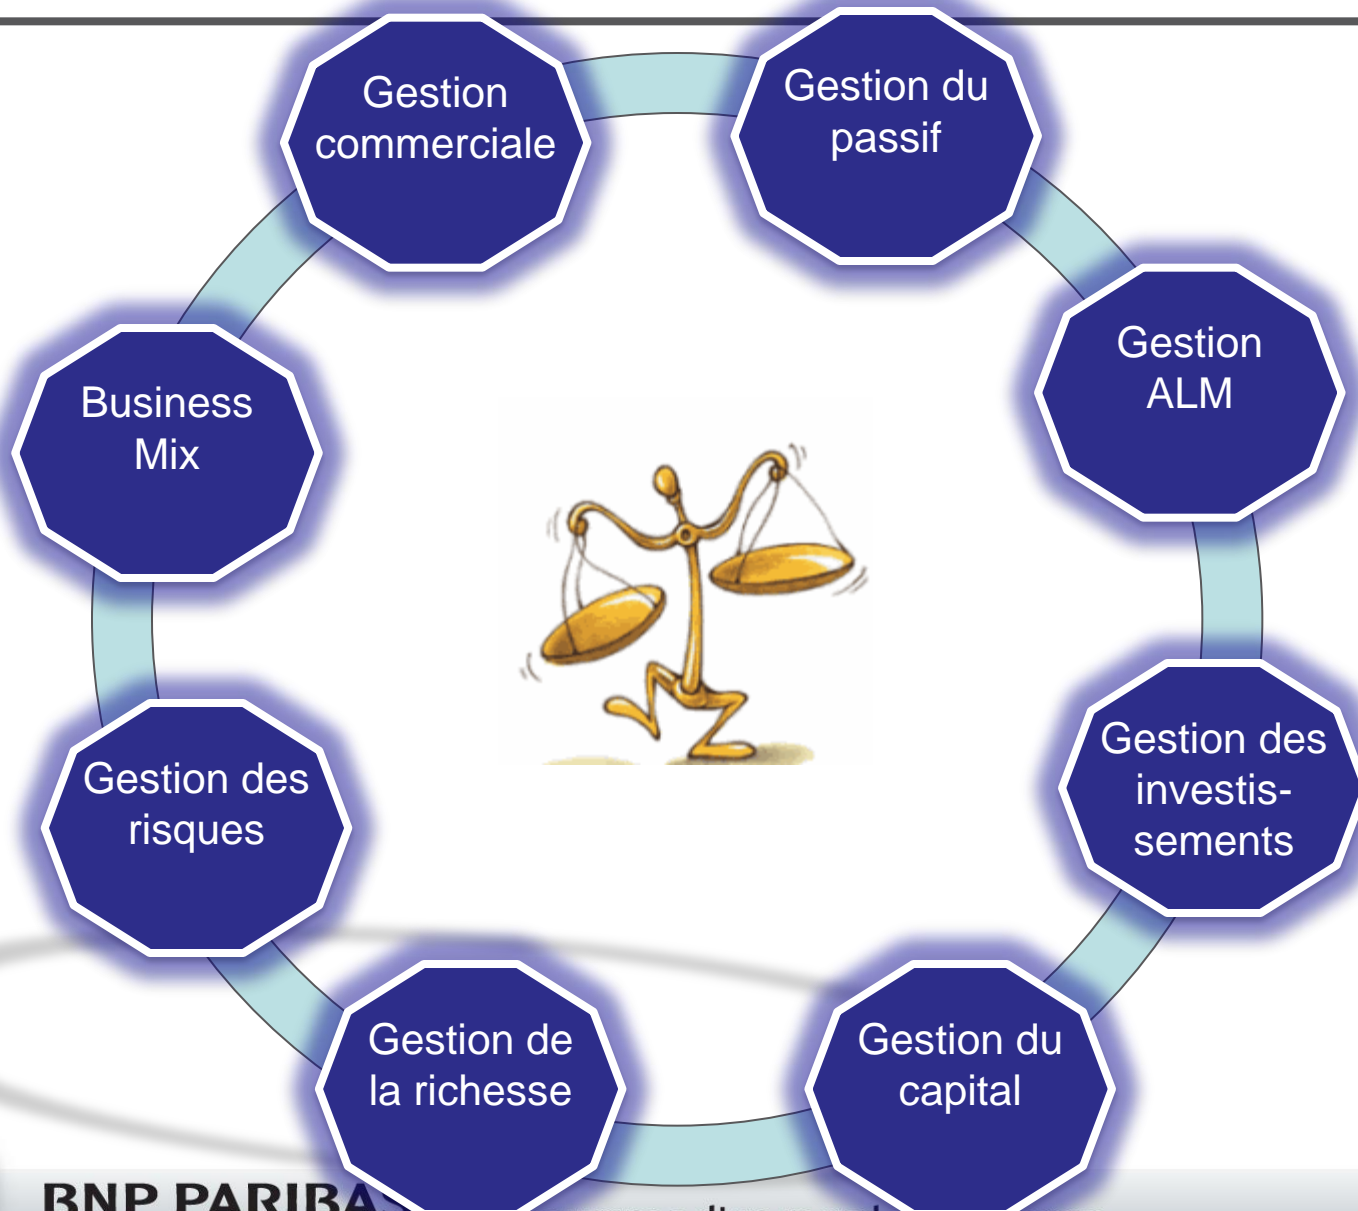 Gestion
commerciale
Gestion du
passif
Gestion
ALM
Business
Mix
Gestion des
investis-
sements
Gestion des
risques
Gestion de
la richesse
Gestion du
capital
BNP PARIBAS